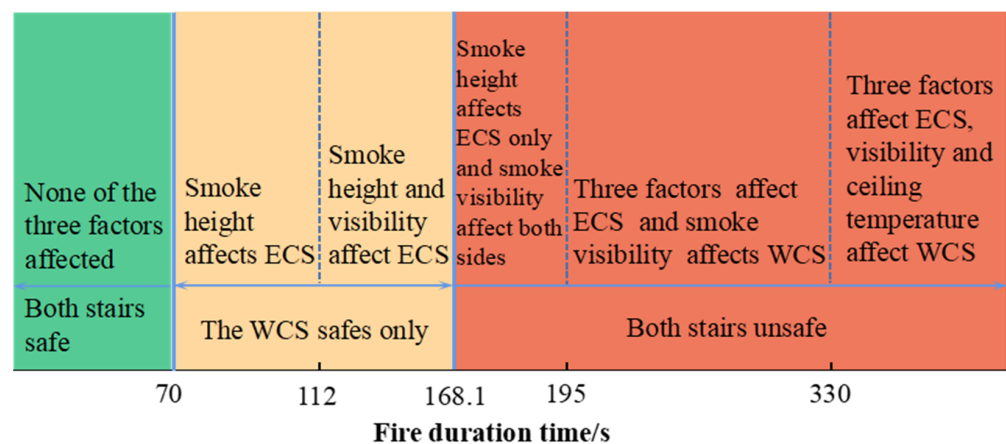 None of the
three factors
affected
Smoke
height
affects ECS
Smoke
height and
visibility
affect ECS
Smoke
height
affects
ECS only
and smoke
visibility
affect both
sides
Three factors affect
ECS and smoke
visibility affects WCS
Three factors
affect ECS,
visibility and
ceiling
temperature
affect WCS
Both stairs
safe
The WCS safes only
Both stairs unsafe
70
112
168.1
195
330
Fire duration time/s